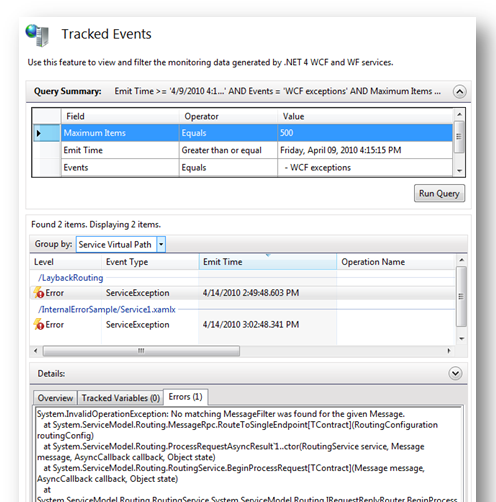 Tracked Events
Use this feature to view and filter the monitoring data generated by .NET 4 WCF and WF services.
Query Summary: Emit Time >= '4/9/2010 4:1...' AND Events = 'WCF exceptions' AND Maximum Items ...
Field Operator Value
Maximum Items Equals 500
Emit Time Greater than or equal Friday, April 09, 2010 4:15:15 PM
Events Equals - WCF exceptions
Run Query
Found 2 items. Displaying 2 items.
Group by: Service Virtual Path
Level Event Type Emit Time Operation Name
/LaybackRouting
Error ServiceException 4/14/2010 2:49:48.603 PM
/InternalErrorSample/Service1.xamlx
Error ServiceException 4/14/2010 3:02:48.341 PM
Details:
Overview Tracked Variables (0) Errors (1)
System.InvalidOperationException: No matching MessageFilter was found for the given Message.
at System.ServiceModel.Routing.MessageRpc.RouteToSingleEndpoint[TContract](RoutingConfiguration
routingConfig)
at System.ServiceModel.Routing.ProcessRequestAsyncResult`1..ctor(RoutingService service, Message
message, AsyncCallback callback, Object state)
at System.ServiceModel.Routing.RoutingService.BeginProcessRequest[TContract](Message message,
AsyncCallback callback, Object state)
at
System.ServiceModel.Routing.RoutingService.System.ServiceModel.Routing.IRequestReplyRouter.BeginProcess